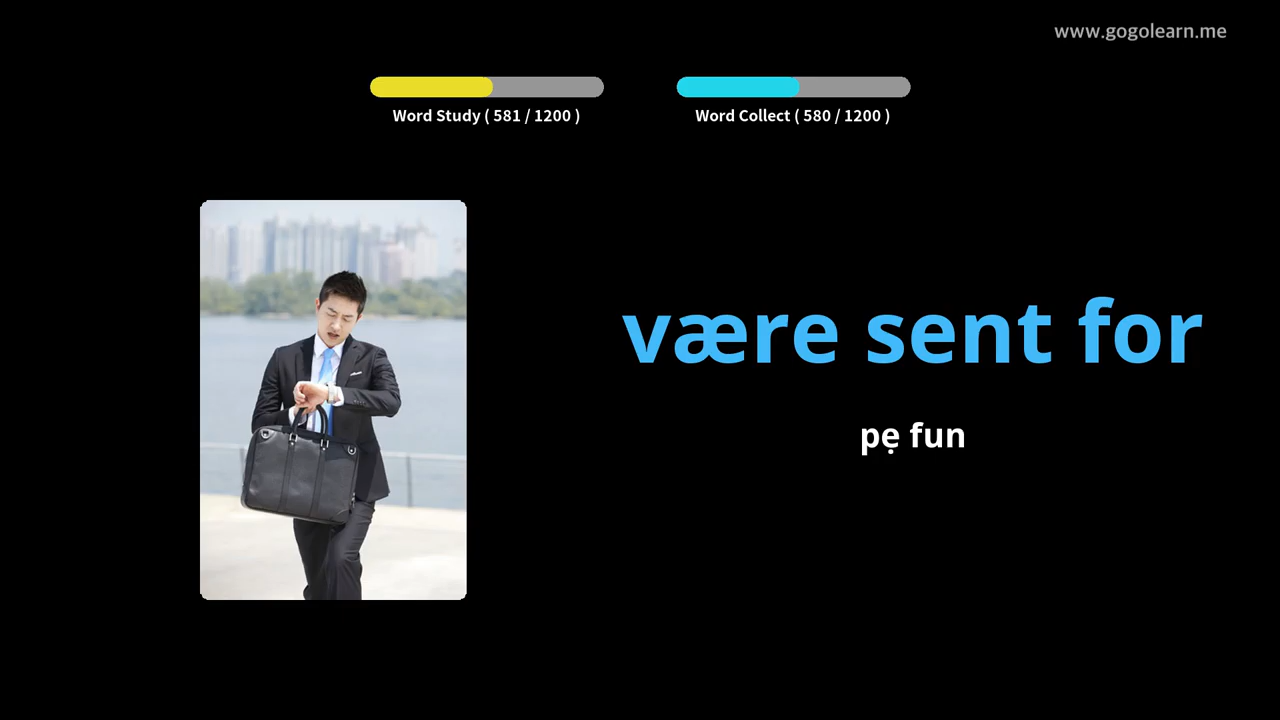 www.gogolearn.me
Word Study ( 581 / 1200 )
Word Collect ( 580 / 1200 )
være sent for
pẹ fun